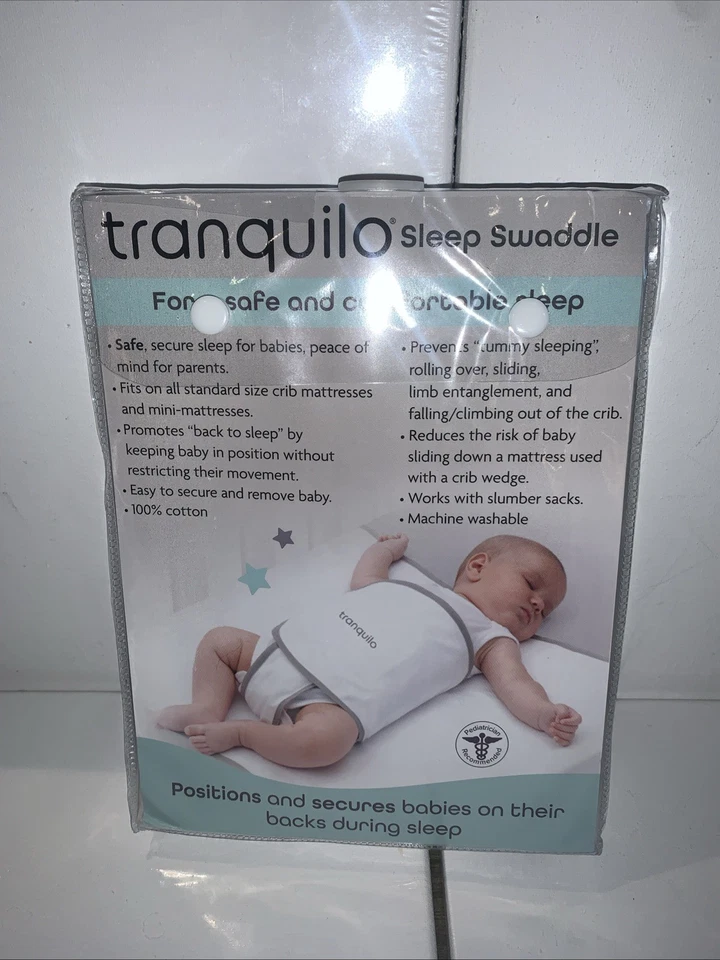 tranquilo® Sleep Swaddle
For safe and ortable sleep
• Safe, secure sleep for babies, peace of
mind for parents.
• Fits on all standard size crib mattresses
and mini-mattresses.
• Promotes “back to sleep” by
keeping baby in position without
restricting their movement.
• Easy to secure and remove baby.
• 100% cotton
• Prevents “tummy sleeping”,
rolling over, sliding,
limb entanglement, and
falling/climbing out of the crib.
• Reduces the risk of baby
sliding down a mattress used
with a crib wedge.
• Works with slumber sacks.
• Machine washable
tranquilo
Pediatrician
Recommended
Positions and secures babies on their
backs during sleep